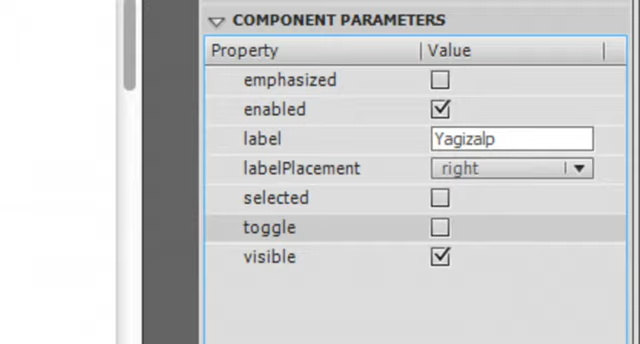 COMPONENT PARAMETERS
Property Value
emphasized
enabled
label Yagizalp
labelPlacement right
selected
toggle
visible